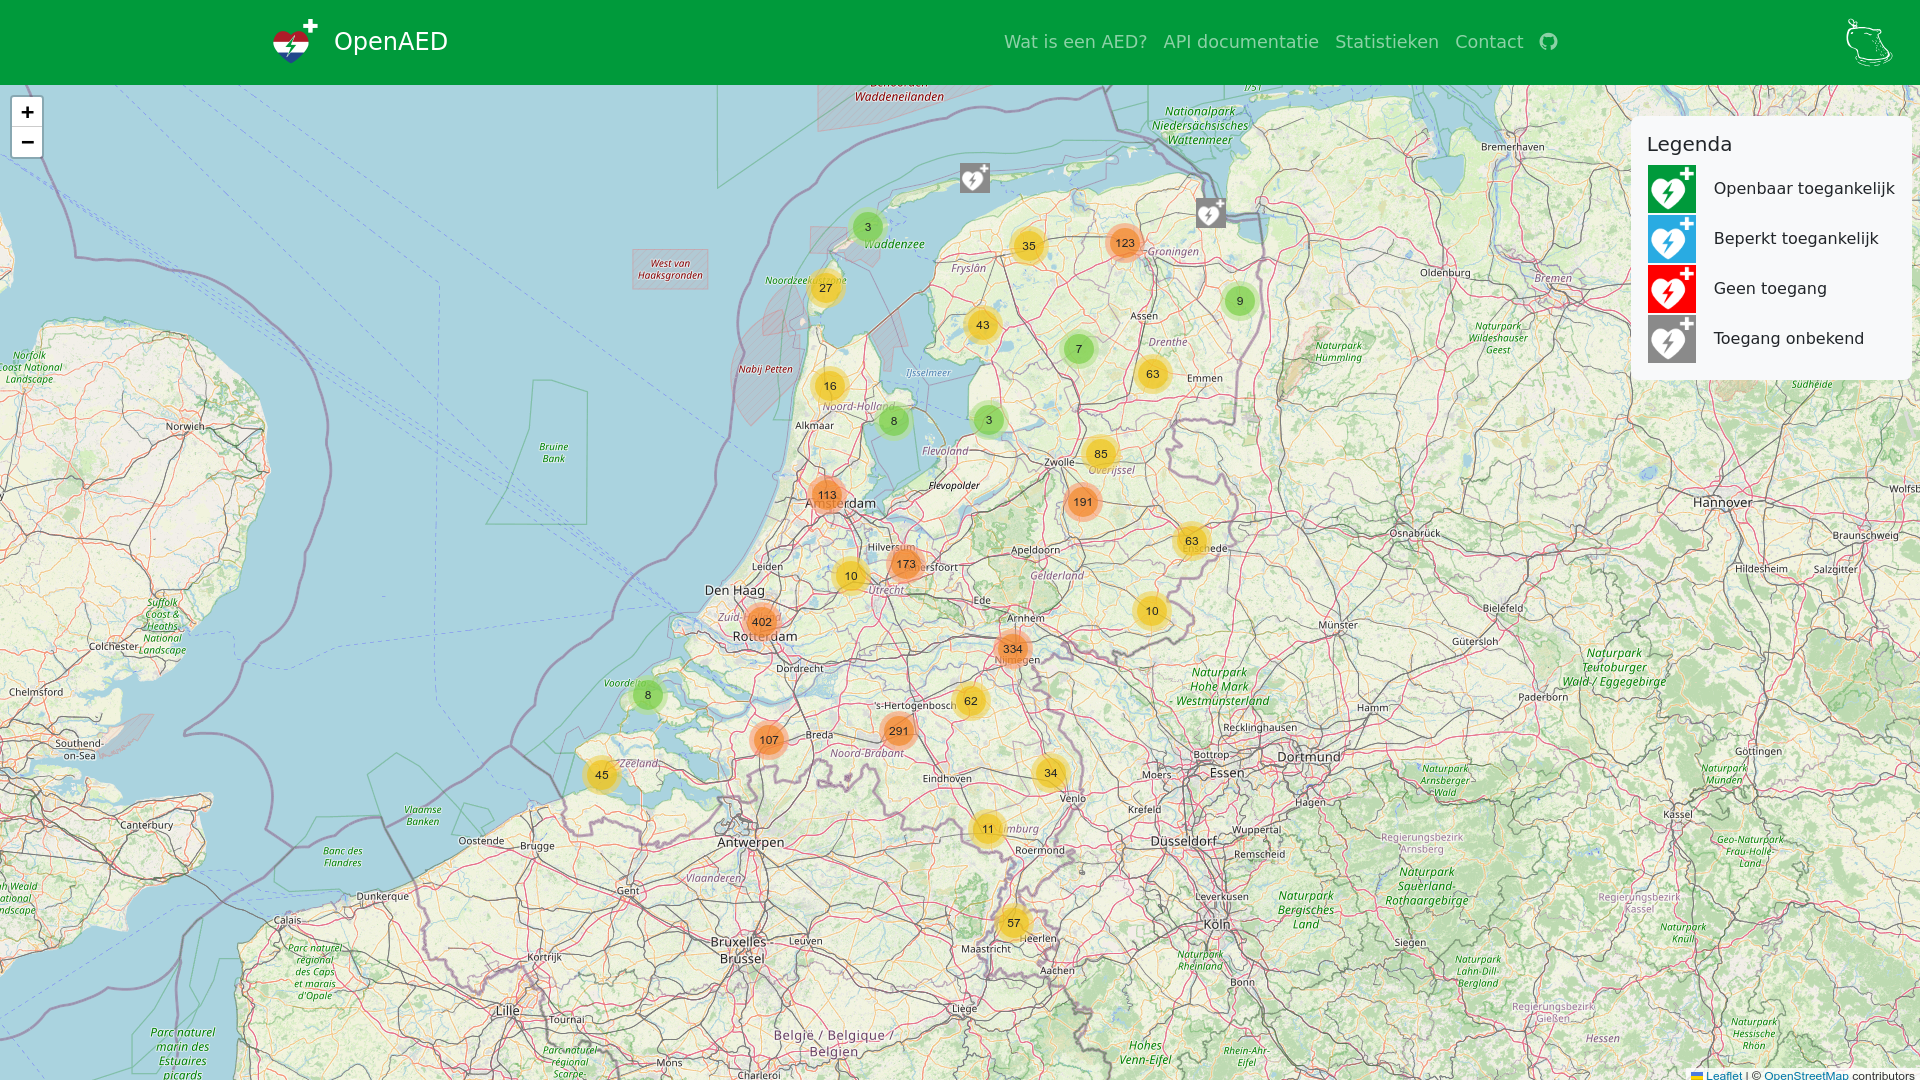 OpenAED
Wat is een AED?
API documentatie
Statistieken
Contact
+
−
Legenda
Openbaar toegankelijk
Beperkt toegankelijk
Geen toegang
Toegang onbekend
Waddeneilanden
Nationalpark
Niedersächsisches
Wattenmeer
Bremerhaven
3
Waddenzee
35
123
Groningen
West van
Haaksgronden
Fryslân
Oldenburg
Bremen
27
9
43
Assen
Naturpark
Wildeshauser
Geest
Norfolk
Coast National
Landscape
7
Drenthe
Naturpark
Hümmling
Nabij Petten
IJsselmeer
63
Emmen
16
Südheide
Noord-Holland
8
3
Norwich
Alkmaar
Bruine
Bank
Flevoland
85
Zwolle
Overijssel
Flevopolder
113
Amsterdam
191
Hannover
Osnabrück
Braunschweig
63
Enschede
Hilversum
Apeldoorn
Leiden
173
10
Gelderland
Hildesheim
Salzgitter
Den Haag
Utrecht
Ede
Suffolk
Coast &
Heaths
National
Landscape
10
Bielefeld
402
Arnhem
Münster
Rotterdam
Colchester
334
Nijmegen
Gütersloh
Dordrecht
Naturpark
Teutoburger
Wald / Eggegebirge
Naturpark
Hohe Mark
- Westmünsterland
Chelmsford
8
62
's-Hertogenbosch
Paderborn
Hamm
Recklinghausen
Southend-
on-Sea
107
Breda
291
Noord-Brabant
Göttingen
Bottrop
Dortmund
Zeeland
45
Eindhoven
34
Moers
Essen
Naturpark
Arnsberger
Wald
Naturpark
Münden
Venlo
Krefeld
Hagen
Vlaamse
Banken
Kassel
Canterbury
11
Limburg
Wuppertal
Oostende
Brugge
Antwerpen
Roermond
Düsseldorf
Remscheid
Regierungsbezirk
Arnsberg
Geo-Naturpark
Frau-Holle-
Land
Banc des
Flandres
Vlaanderen
Gent
Dunkerque
Leverkusen
Naturpark
Sauerland-
Rothaargebirge
Naturpark
Bergisches
Land
Regierungsbezirk
Kassel
Calais
57
Köln
Naturpark
Knüll
Bruxelles -
Brussel
Leuven
Maastricht
Heerlen
Siegen
Parc naturel
régional
des Caps
et marais
d'Opale
Kortrijk
Aachen
Naturpark
Rheinland
Naturpark
Lahn-Dill-
Bergland
Bonn
Lille
Liège
Regierungsbezirk
Gießen
Tournai
België / Belgique /
Belgien
Parc naturel
marin des
Estuaires
picards
Naturpark
Hessische
Rhön
Hessen
Parc naturel
régional
Scarpe-
Mons
Hohes
Venn-Eifel
Rhein-Ahr-
Eifel
Charleroi
Leaflet | © OpenStreetMap contributors